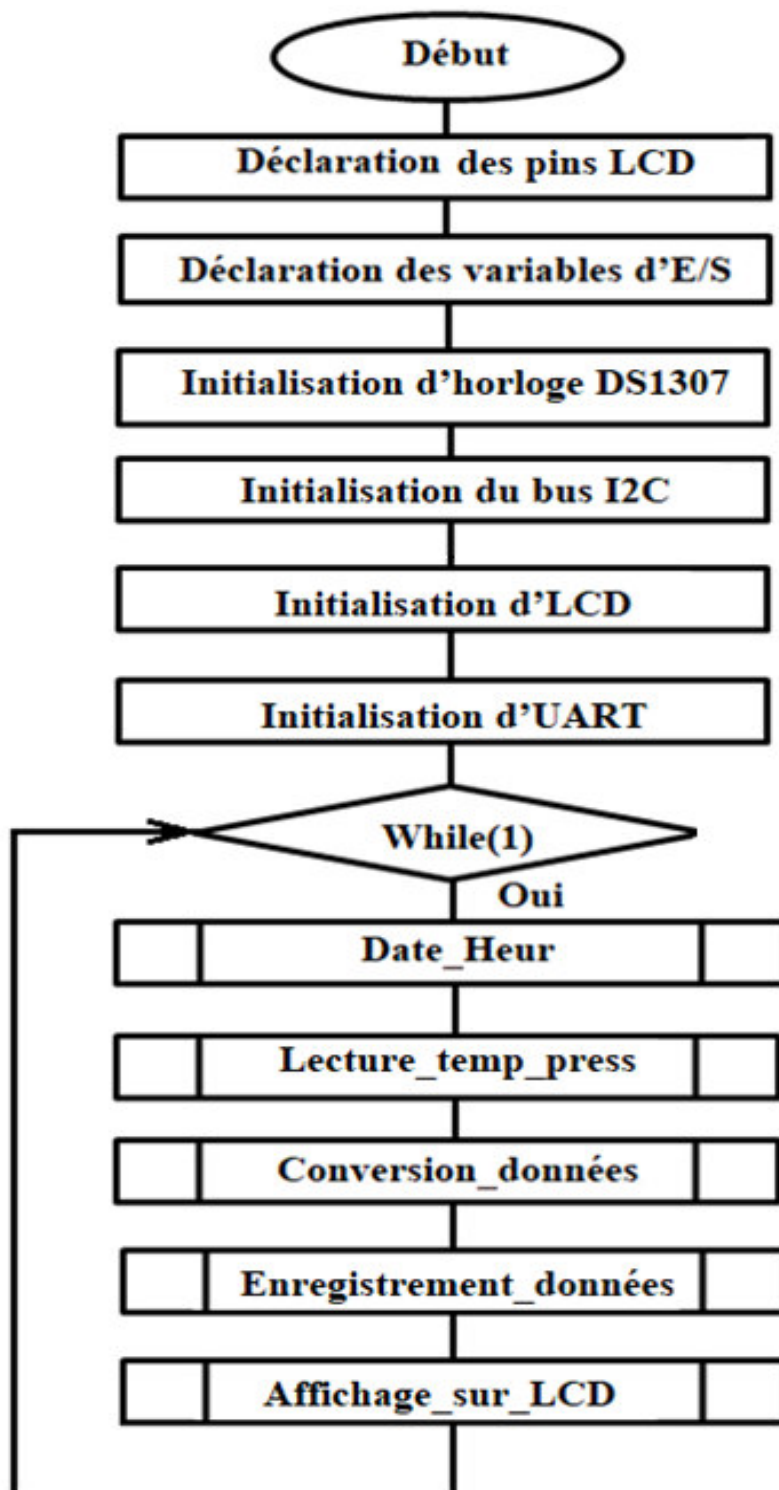 Début
Déclaration des pins LCD
Déclaration des variables d’E/S
Initialisation d’horloge DS1307
Initialisation du bus I2C
Initialisation d’LCD
Initialisation d’UART
While(1)
Oui
Date_Heur
Lecture_temp_press
Conversion_données
Enregistrement_données
Affichage_sur_LCD